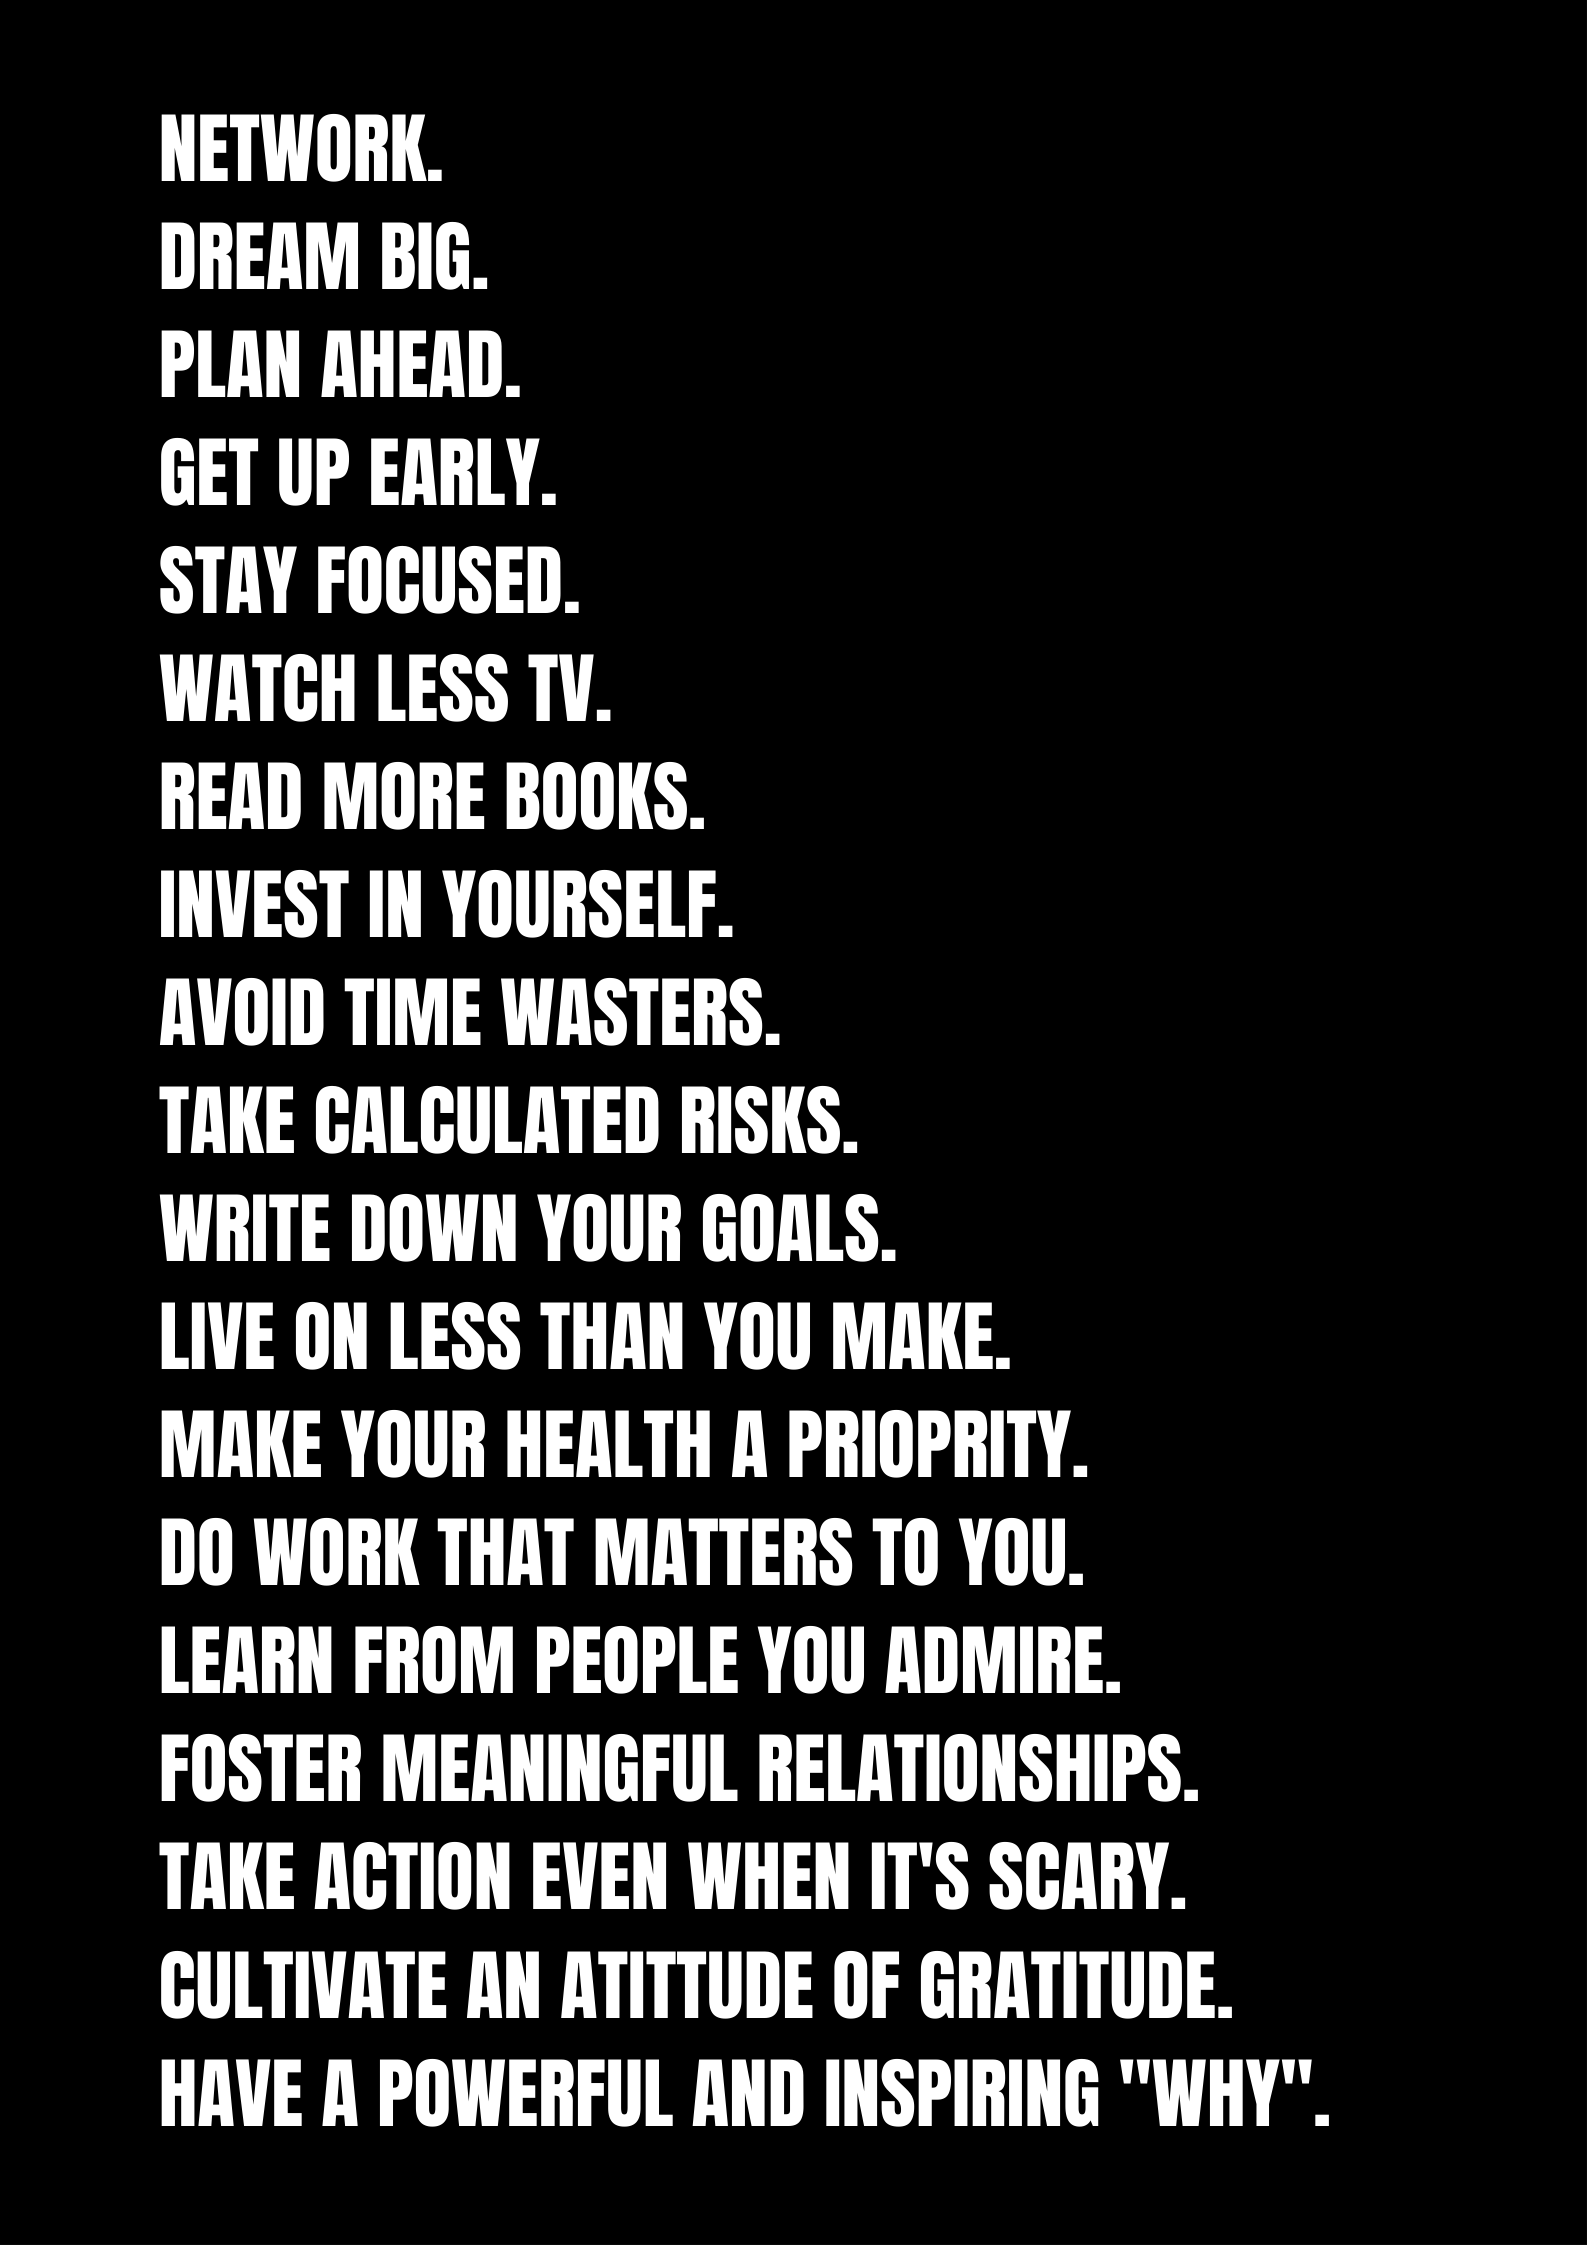 NETWORK.
DREAM BIG.
PLAN AHEAD.
GET UP EARLY.
STAY FOCUSED.
WATCH LESS TV.
READ MORE BOOKS.
INVEST IN YOURSELF.
AVOID TIME WASTERS.
TAKE CALCULATED RISKS.
WRITE DOWN YOUR GOALS.
LIVE ON LESS THAN YOU MAKE.
MAKE YOUR HEALTH A PRIOPRITY.
DO WORK THAT MATTERS TO YOU.
LEARN FROM PEOPLE YOU ADMIRE.
FOSTER MEANINGFUL RELATIONSHIPS.
TAKE ACTION EVEN WHEN IT'S SCARY.
CULTIVATE AN ATITTUDE OF GRATITUDE.
HAVE A POWERFUL AND INSPIRING "WHY".